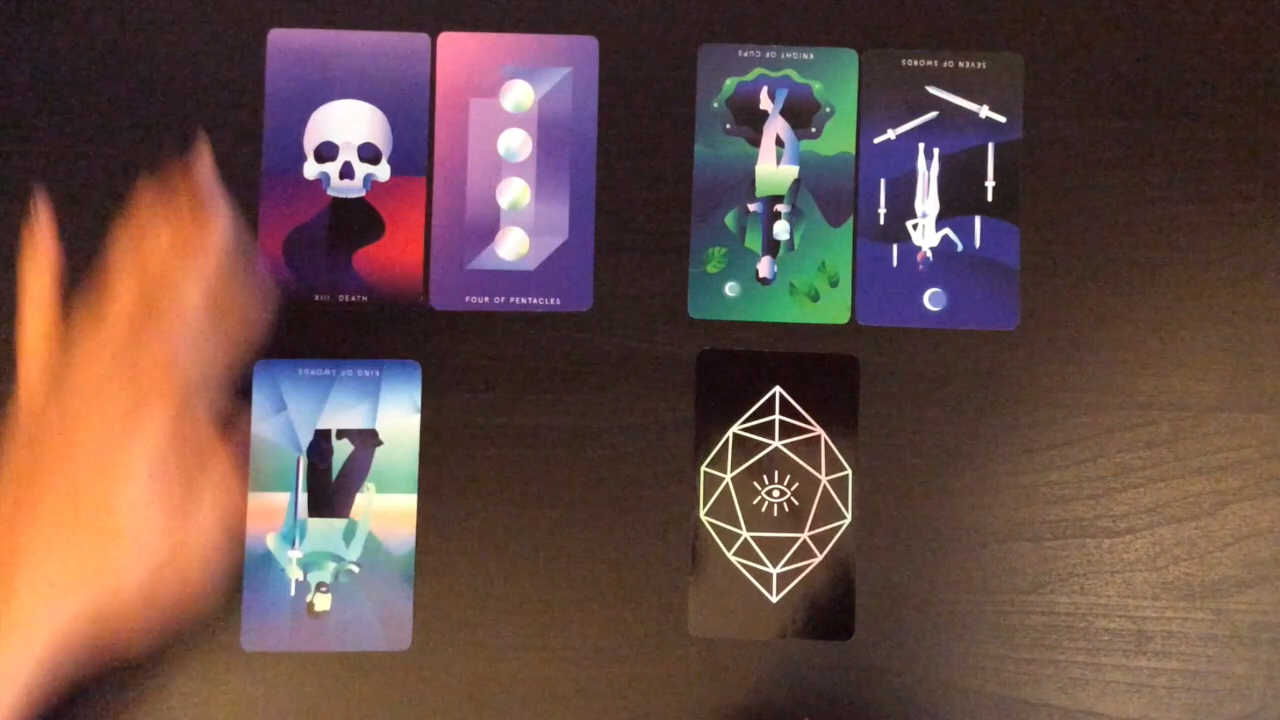 XIII. DEATH
FOUR OF PENTACLES
KNIGHT OF CUPS
SEVEN OF SWORDS
KING OF SWORDS